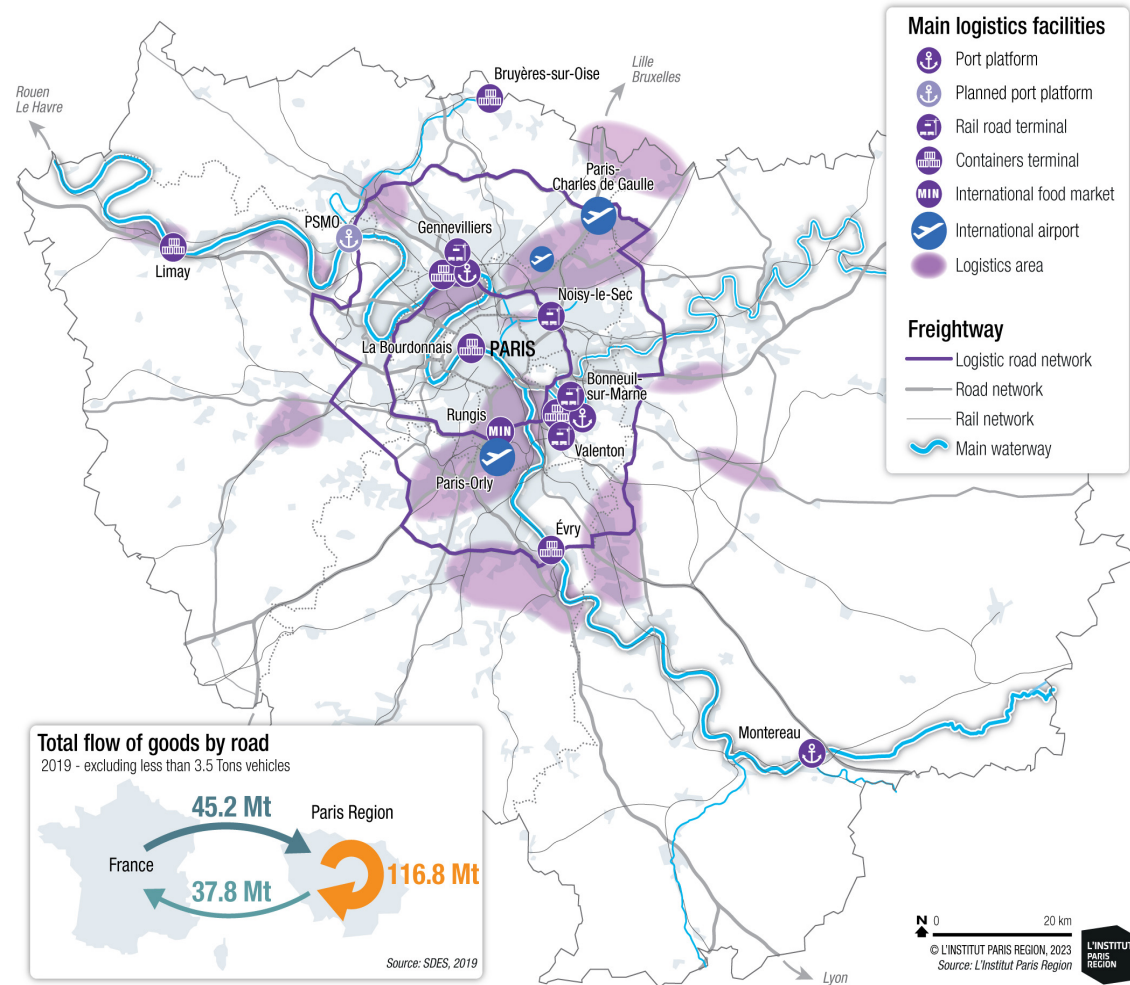 Main logistics facilities
Port platform
Planned port platform
Rail road terminal
Containers terminal
MIN
International food market
International airport
Logistics area
Freightway
Logistic road network
Road network
Rail network
Main waterway
Rouen
Le Havre
Bruyères-sur-Oise
Lille
Bruxelles
Paris-
Charles de Gaulle
PSMO
Gennevilliers
Limay
Noisy-le-Sec
La Bourdonnais
PARIS
Bonneuil-
sur-Marne
Rungis
MIN
Valenton
Paris-Orly
Évry
Montereau
Total flow of goods by road
2019 - excluding less than 3.5 Tons vehicles
45.2 Mt
Paris Region
France
116.8 Mt
37.8 Mt
Source: SDES, 2019
N
0
20 km
© L'INSTITUT PARIS REGION, 2023
Source: L'Institut Paris Region
L'INSTITUT
PARIS
REGION
Lyon